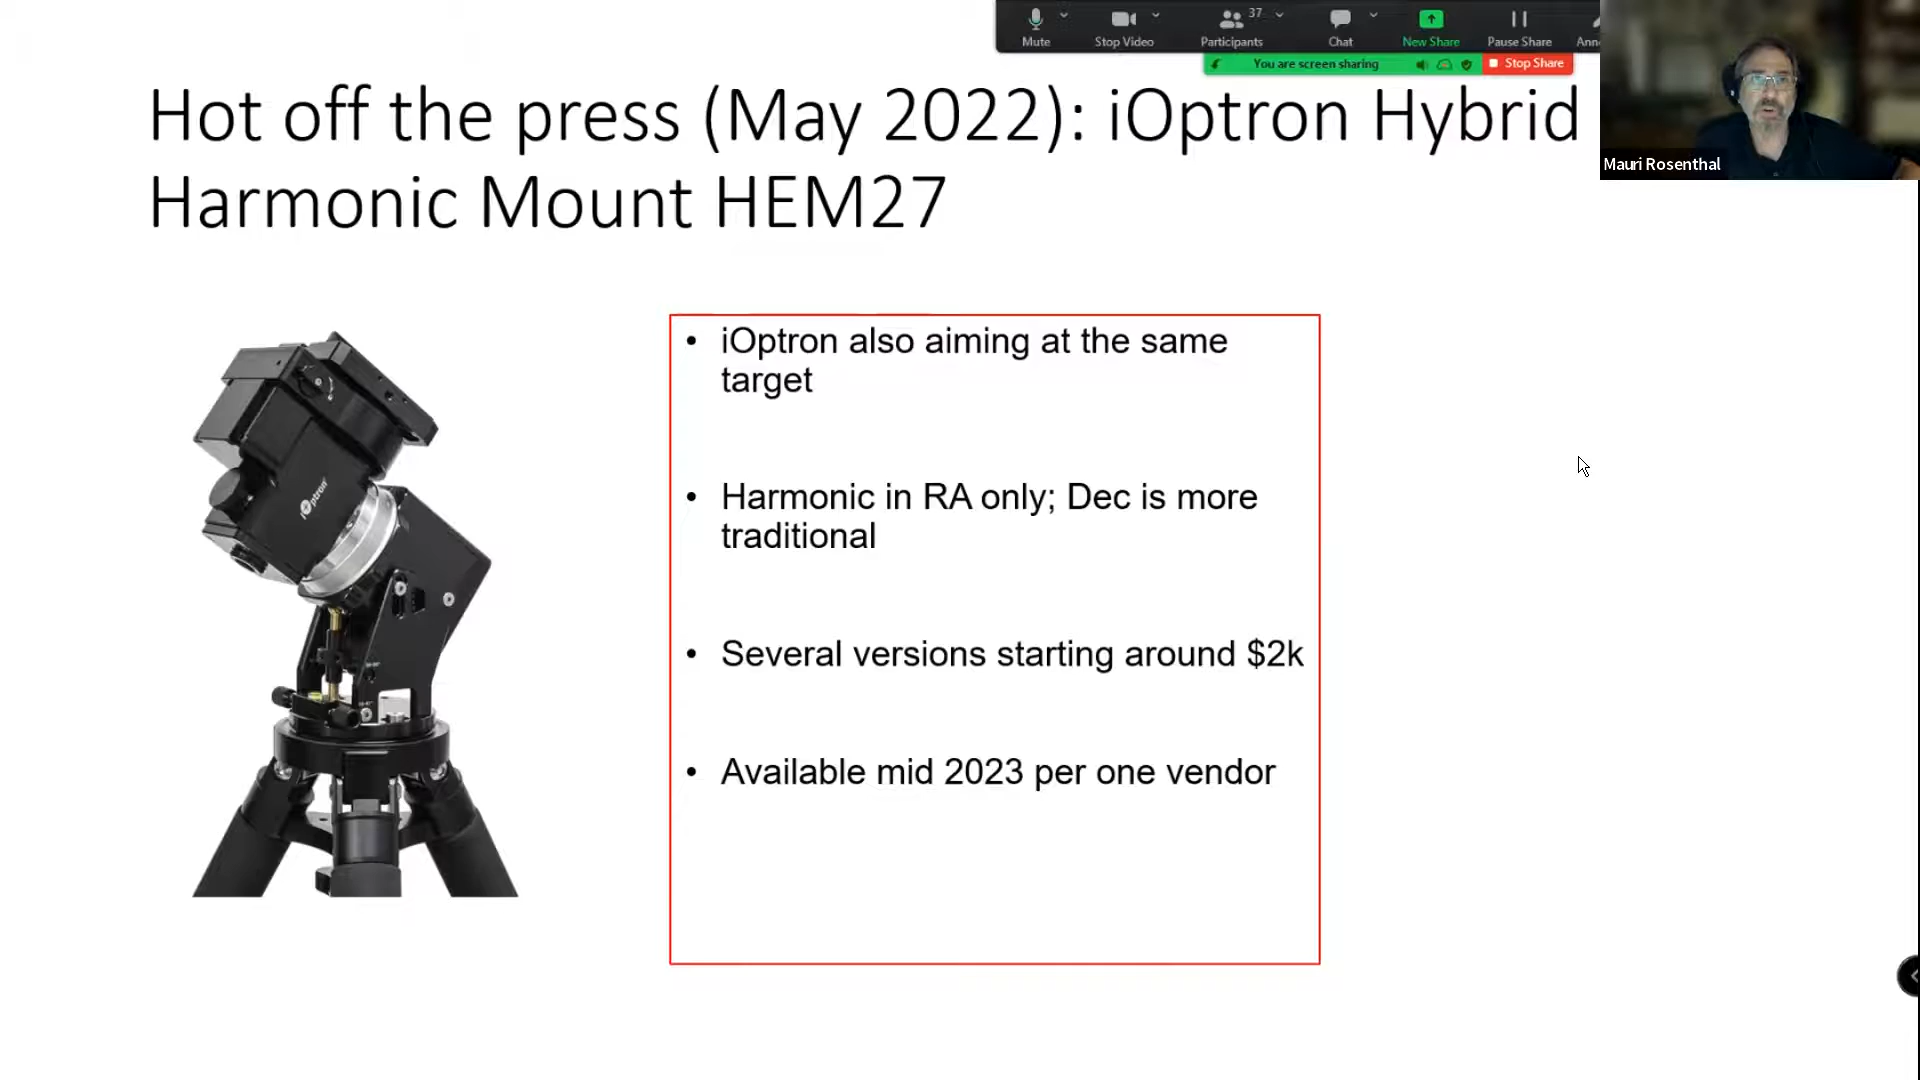 37
Mute
Stop Video
Participants
Chat
New Share
Pause Share
Ann
You are screen sharing
Stop Share
Hot off the press (May 2022): iOptron Hybrid
Harmonic Mount HEM27
Mauri Rosenthal
iOptron
• iOptron also aiming at the same
target
• Harmonic in RA only; Dec is more
traditional
• Several versions starting around $2k
• Available mid 2023 per one vendor